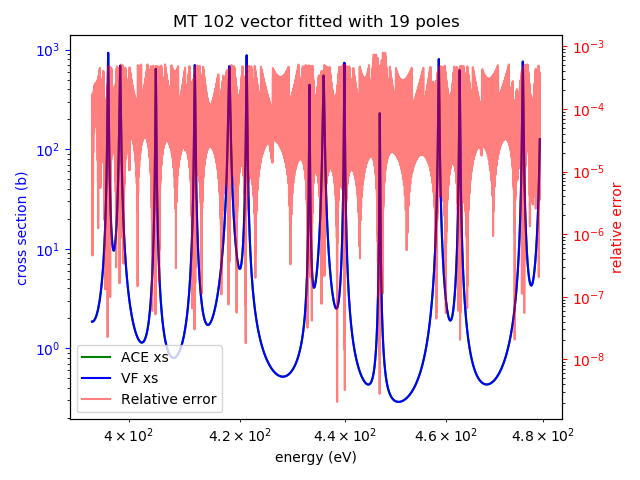 MT 102 vector fitted with 19 poles
10³
10²
10¹
10⁰
cross section (b)
10⁻³
10⁻⁴
10⁻⁵
10⁻⁶
10⁻⁷
10⁻⁸
relative error
ACE xs
VF xs
Relative error
4 × 10²
4.2 × 10²
4.4 × 10²
4.6 × 10²
4.8 × 10²
energy (eV)